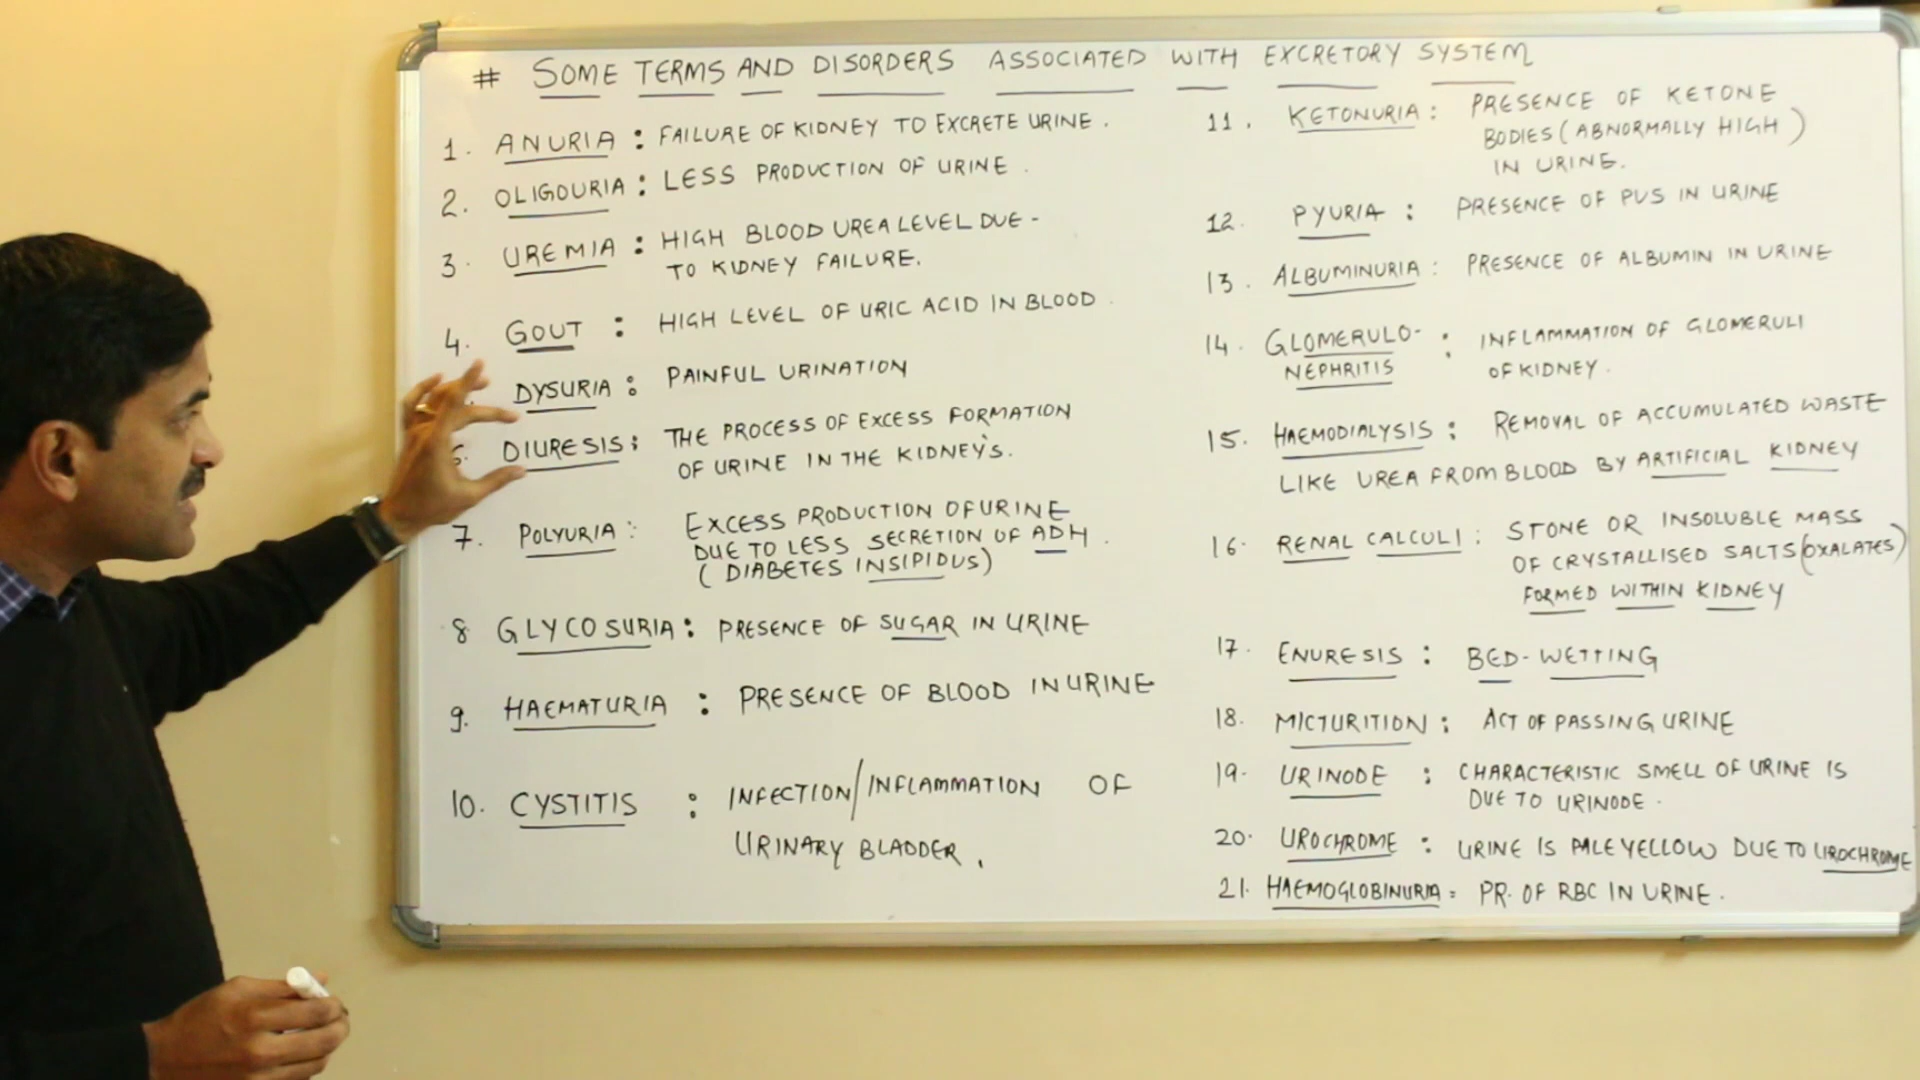 # SOME TERMS AND DISORDERS ASSOCIATED WITH EXCRETORY SYSTEM
1. ANURIA : FAILURE OF KIDNEY TO EXCRETE URINE.
2. OLIGOURIA : LESS PRODUCTION OF URINE.
3. UREMIA : HIGH BLOOD UREA LEVEL DUE-
TO KIDNEY FAILURE.
4. GOUT : HIGH LEVEL OF URIC ACID IN BLOOD.
DYSURIA : PAINFUL URINATION
6. DIURESIS : THE PROCESS OF EXCESS FORMATION
OF URINE IN THE KIDNEY'S.
7. POLYURIA : EXCESS PRODUCTION OF URINE
DUE TO LESS SECRETION OF ADH.
(DIABETES INSIPIDUS)
8 GLYCOSURIA : PRESENCE OF SUGAR IN URINE
9. HAEMATURIA : PRESENCE OF BLOOD IN URINE
10. CYSTITIS : INFECTION/INFLAMMATION OF
URINARY BLADDER.
11. KETONURIA : PRESENCE OF KETONE
BODIES (ABNORMALLY HIGH)
IN URINE.
12. PYURIA : PRESENCE OF PUS IN URINE
13. ALBUMINURIA : PRESENCE OF ALBUMIN IN URINE
14. GLOMERULO- : INFLAMMATION OF GLOMERULI
NEPHRITIS OF KIDNEY.
15. HAEMODIALYSIS : REMOVAL OF ACCUMULATED WASTE
LIKE UREA FROM BLOOD BY ARTIFICIAL KIDNEY
16. RENAL CALCULI : STONE OR INSOLUBLE MASS
OF CRYSTALLISED SALTS (OXALATES)
FORMED WITHIN KIDNEY
17. ENURESIS : BED-WETTING
18. MICTURITION : ACT OF PASSING URINE
19. URINODE : CHARACTERISTIC SMELL OF URINE IS
DUE TO URINODE.
20. UROCHROME : URINE IS PALE YELLOW DUE TO UROCHROME
21. HAEMOGLOBINURIA : PR. OF RBC IN URINE.